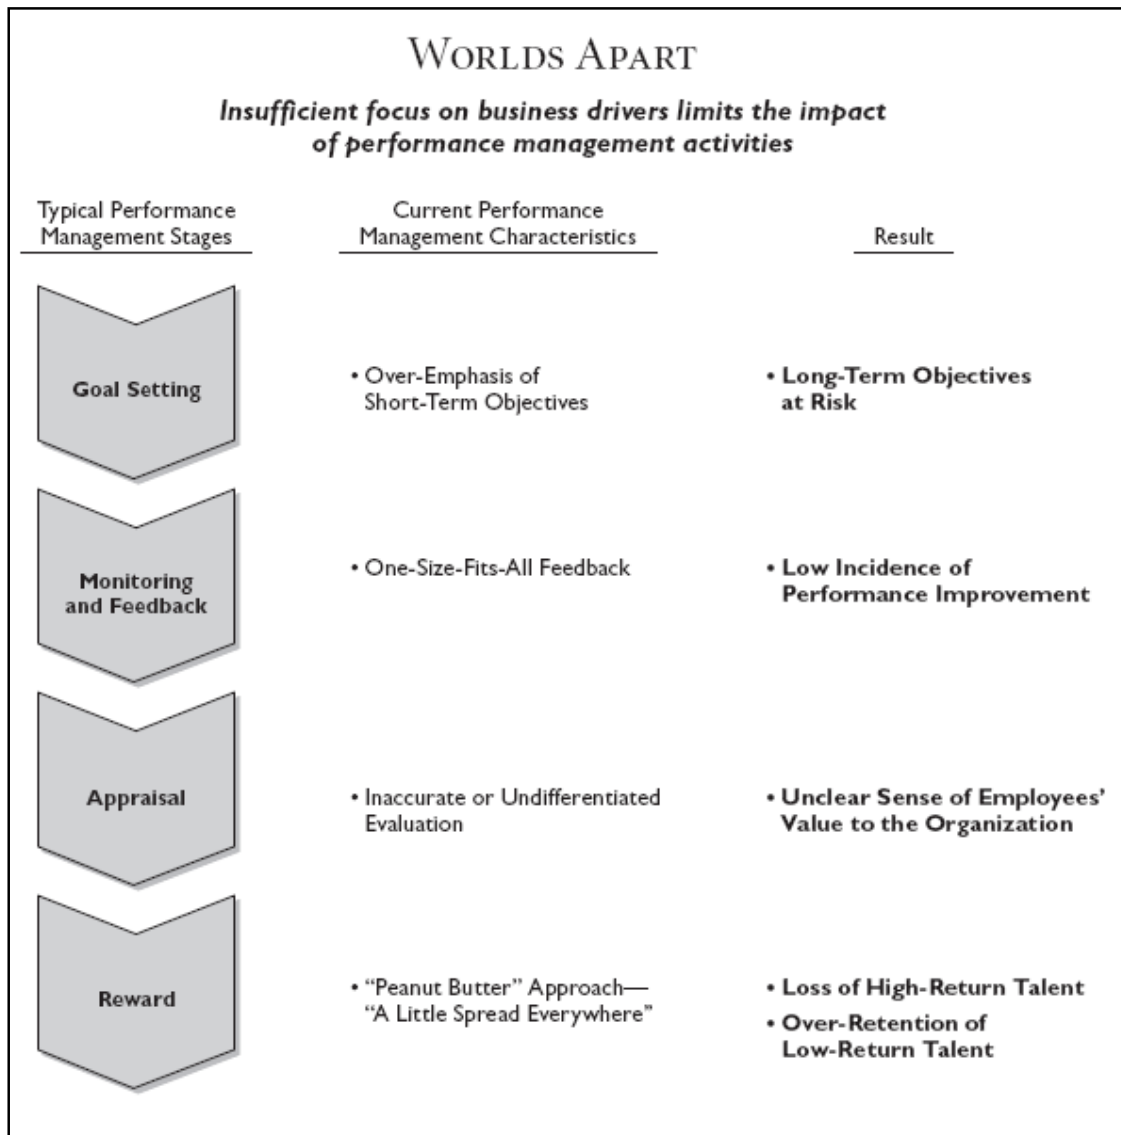 WORLDS APART
Insufficient focus on business drivers limits the impact
of performance management activities
Typical Performance
Management Stages
Current Performance
Management Characteristics
Result
Goal Setting
• Over-Emphasis of
Short-Term Objectives
• Long-Term Objectives
at Risk
Monitoring
and Feedback
• One-Size-Fits-All Feedback
• Low Incidence of
Performance Improvement
Appraisal
• Inaccurate or Undifferentiated
Evaluation
• Unclear Sense of Employees’
Value to the Organization
Reward
• “Peanut Butter” Approach—
“A Little Spread Everywhere”
• Loss of High-Return Talent
• Over-Retention of
Low-Return Talent